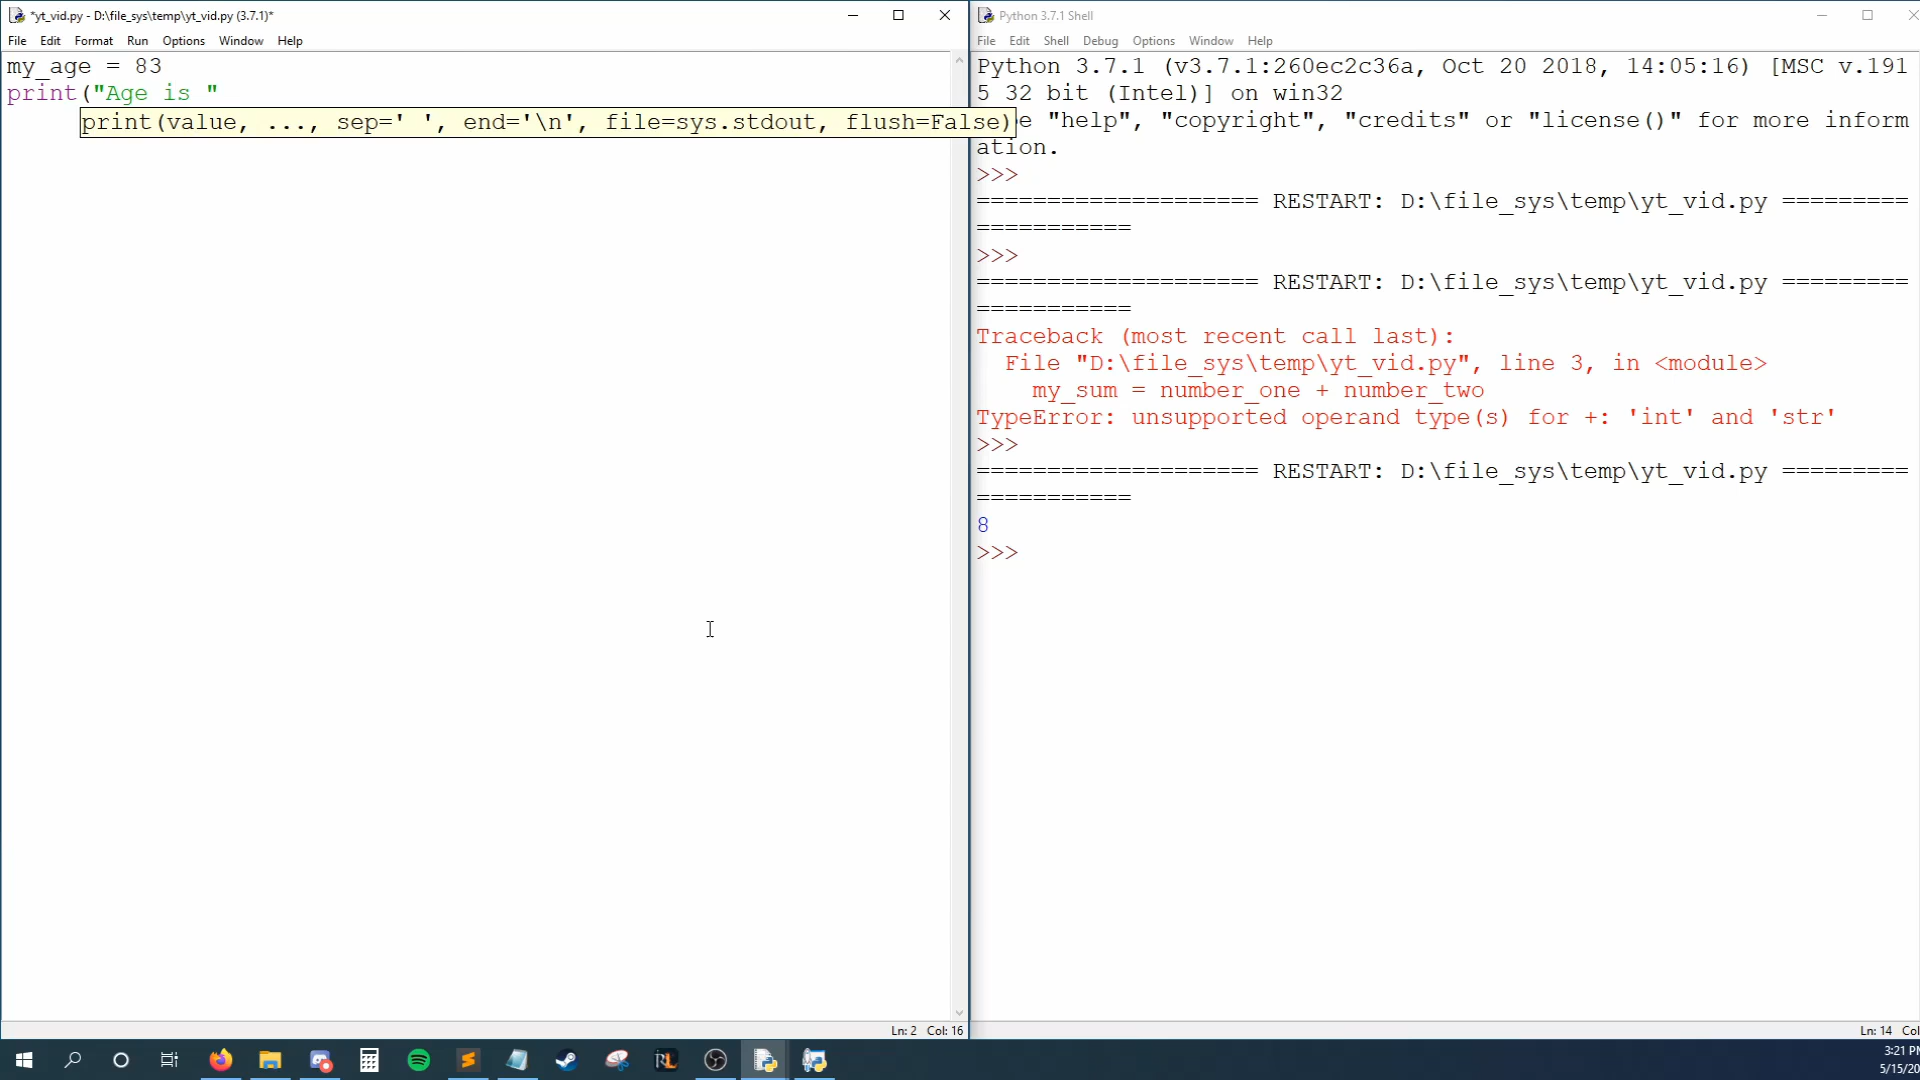 *yt_vid.py - D:\file_sys\temp\yt_vid.py (3.7.1)*
File Edit Format Run Options Window Help
my_age = 83
print("Age is "
print(value, ..., sep=' ', end='\n', file=sys.stdout, flush=False)
Ln: 2 Col: 16
Python 3.7.1 Shell
File Edit Shell Debug Options Window Help
Python 3.7.1 (v3.7.1:260ec2c36a, Oct 20 2018, 14:05:16) [MSC v.191
5 32 bit (Intel)] on win32
e "help", "copyright", "credits" or "license()" for more inform
ation.
>>>
==================== RESTART: D:\file_sys\temp\yt_vid.py =========
===========
>>>
==================== RESTART: D:\file_sys\temp\yt_vid.py =========
===========
Traceback (most recent call last):
  File "D:\file_sys\temp\yt_vid.py", line 3, in <module>
    my_sum = number_one + number_two
TypeError: unsupported operand type(s) for +: 'int' and 'str'
>>>
==================== RESTART: D:\file_sys\temp\yt_vid.py =========
===========
8
>>>
Ln: 14 Col
RL
3:21 PM
5/15/20